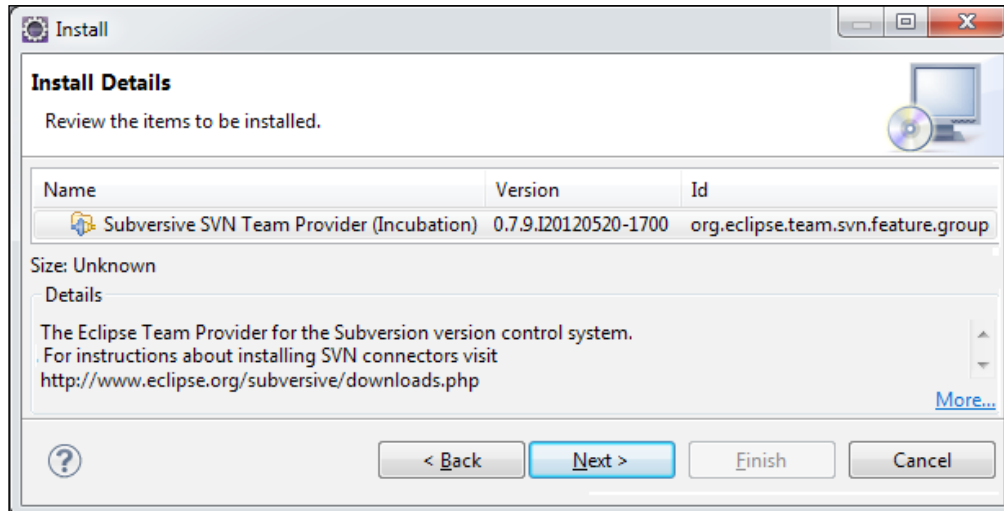 Install
Install Details
Review the items to be installed.
Name Version Id
Subversive SVN Team Provider (Incubation) 0.7.9.I20120520-1700 org.eclipse.team.svn.feature.group
Size: Unknown
Details
The Eclipse Team Provider for the Subversion version control system.
For instructions about installing SVN connectors visit
http://www.eclipse.org/subversive/downloads.php
More...
< Back Next > Finish Cancel